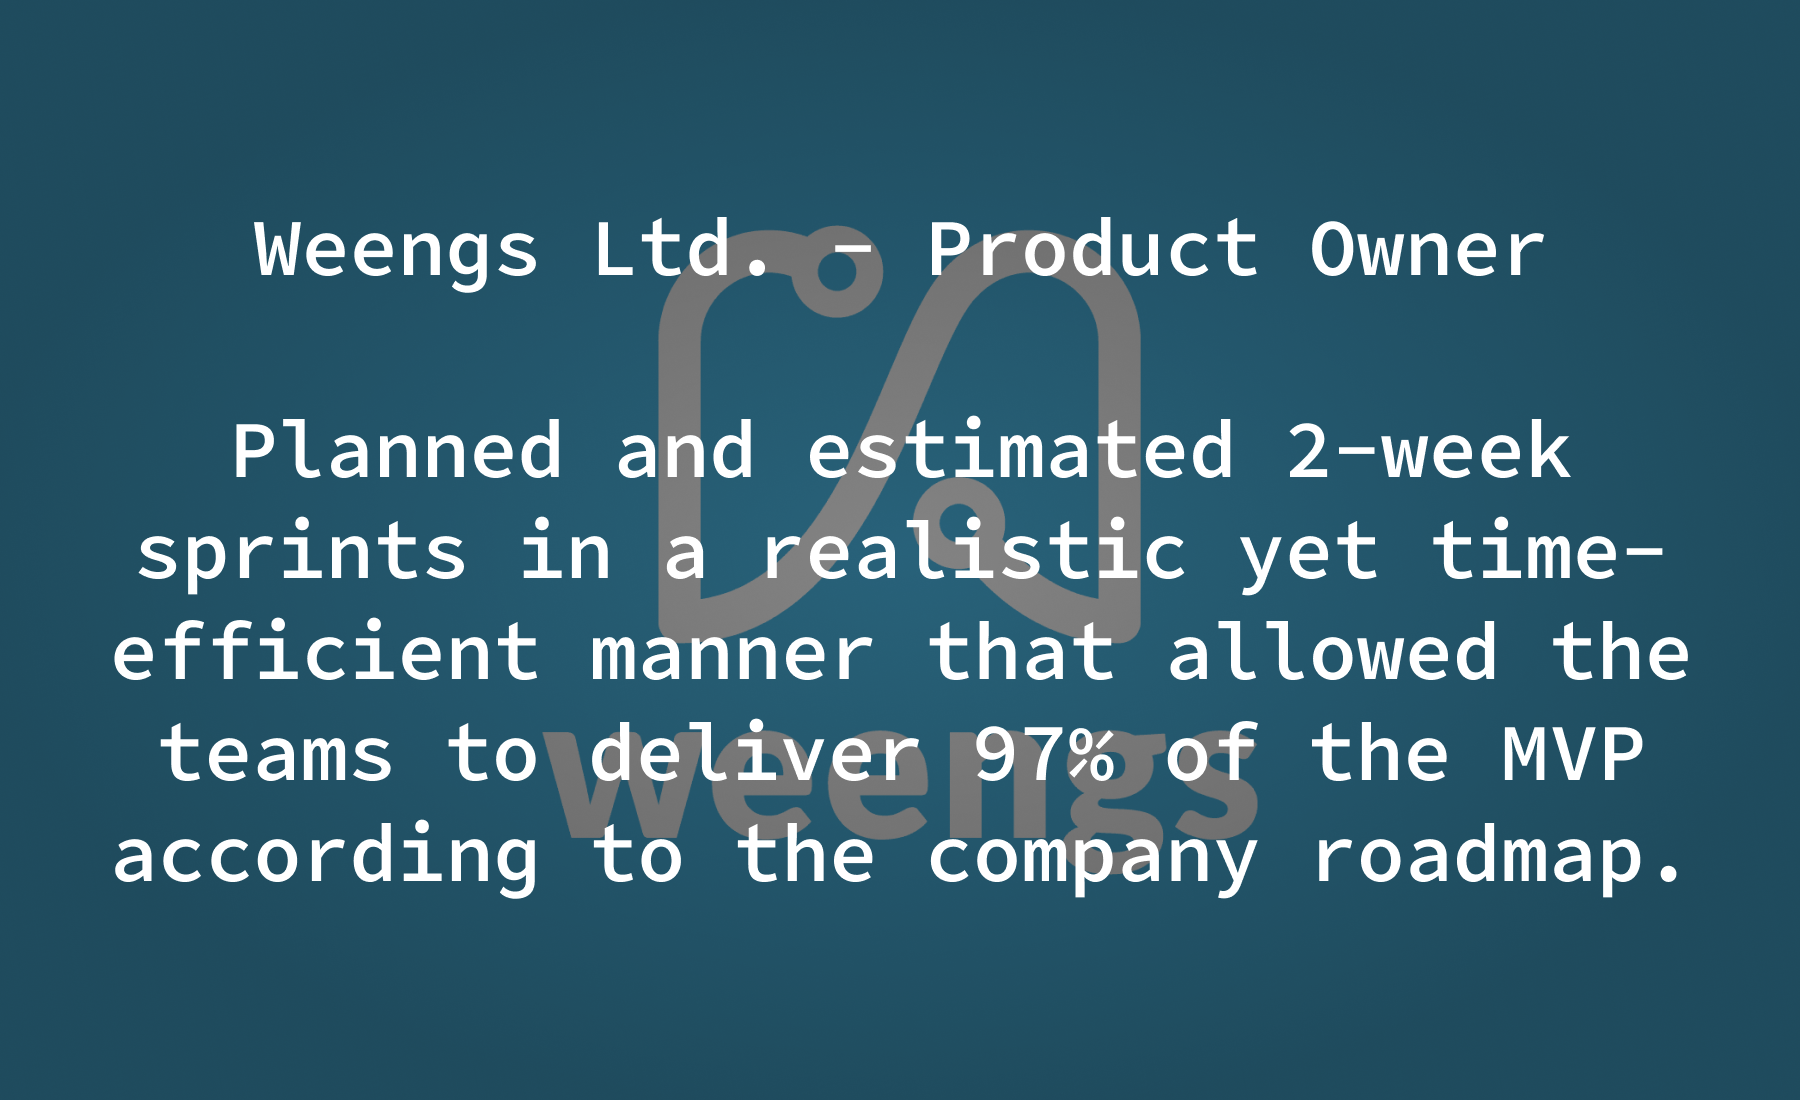 Weengs Ltd. - Product Owner
Planned and estimated 2-week
sprints in a realistic yet time-
efficient manner that allowed the
teams to deliver 97% of the MVP
according to the company roadmap.
weengs